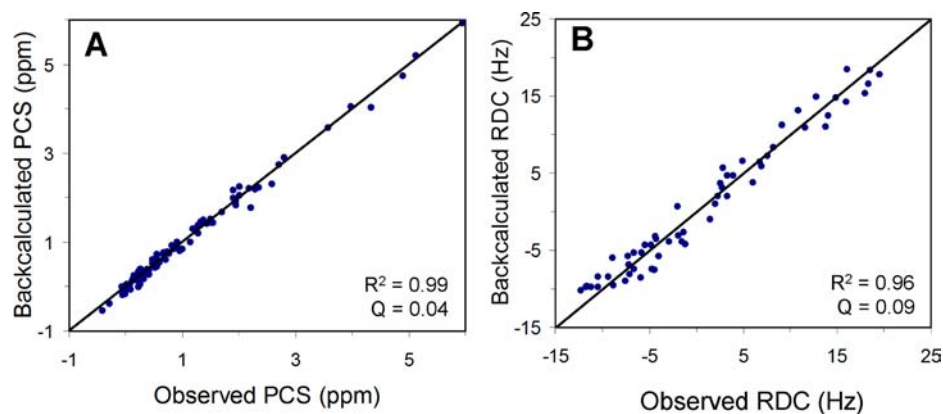 A
Backcalculated PCS (ppm)
5
3
1
-1
-1
1
3
5
R² = 0.99
Q = 0.04
Observed PCS (ppm)
B
Backcalculated RDC (Hz)
25
15
5
-5
-15
-15
-5
5
15
25
R² = 0.96
Q = 0.09
Observed RDC (Hz)